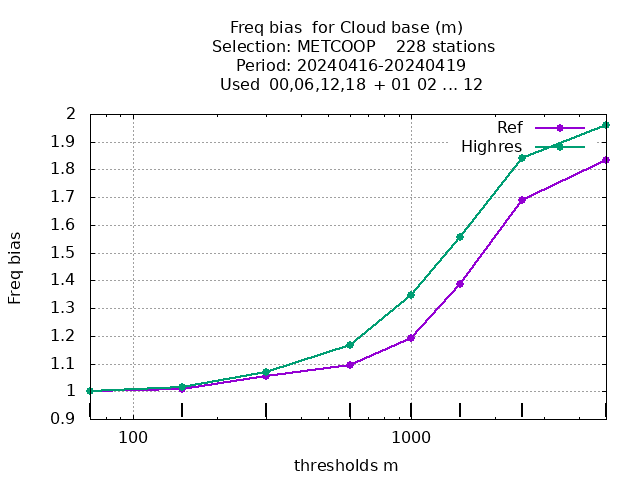 Freq bias  for Cloud base (m)
Selection: METCOOP    228 stations
Period: 20240416-20240419
Used  00,06,12,18  + 01 02 ... 12
Ref
Highres
2
1.9
1.8
1.7
1.6
1.5
1.4
1.3
1.2
1.1
1
0.9
Freq bias
100
1000
thresholds m